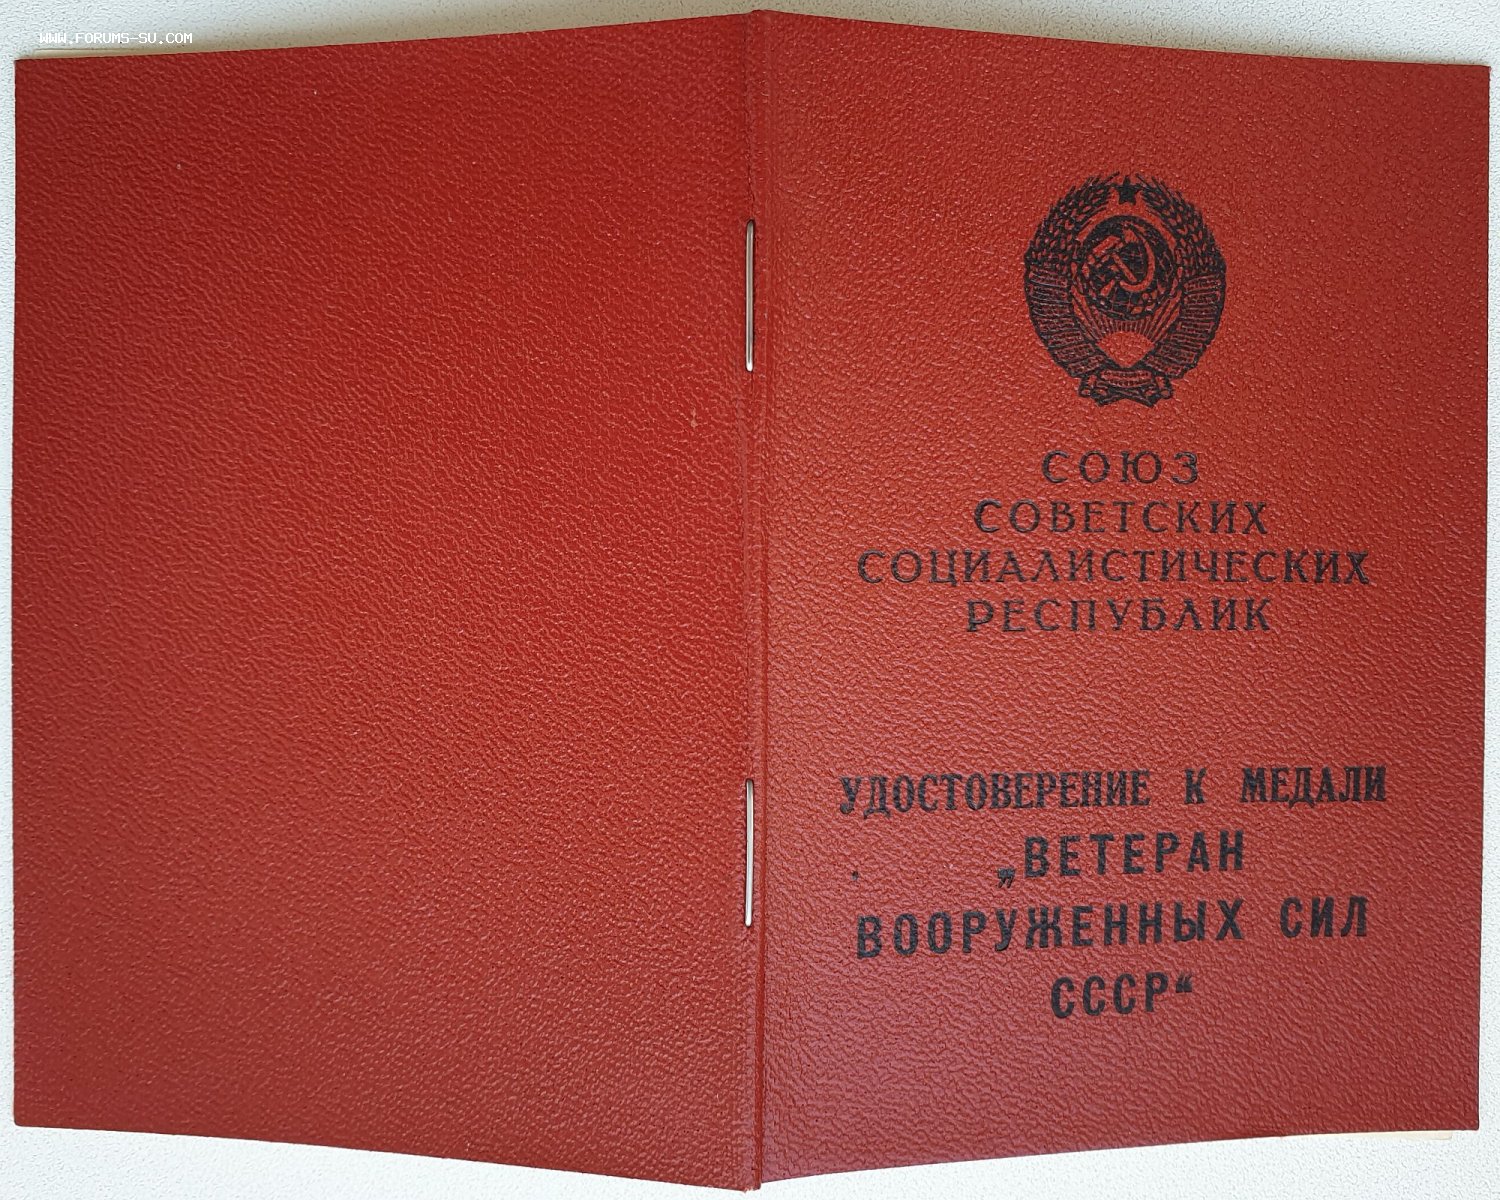 WWW.FORUMS-SU.COM
СОЮЗ
СОВЕТСКИХ
СОЦИАЛИСТИЧЕСКИХ
РЕСПУБЛИК
УДОСТОВЕРЕНИЕ К МЕДАЛИ
„ВЕТЕРАН
ВООРУЖЕННЫХ СИЛ
СССР“